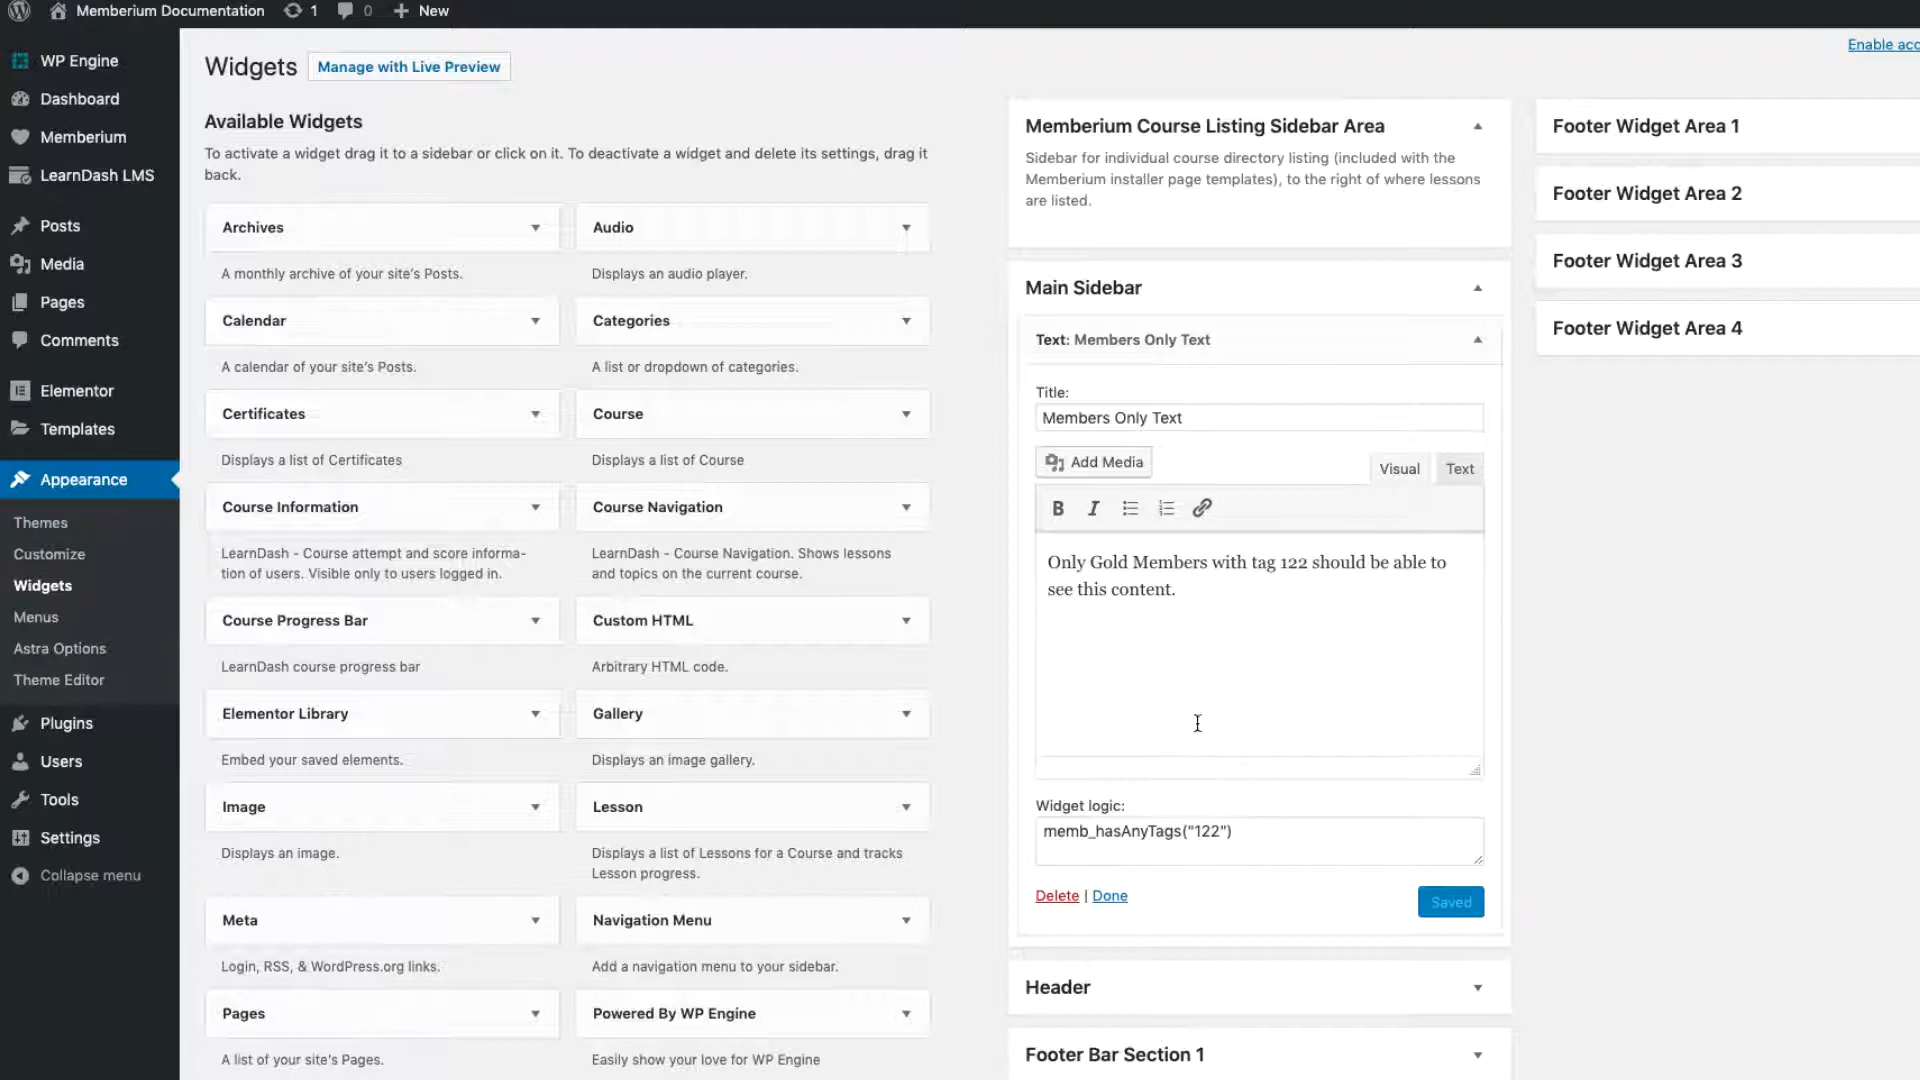 Memberium Documentation
1
0
New
WP Engine
Dashboard
Memberium
LearnDash LMS
Posts
Media
Pages
Comments
Elementor
Templates
Appearance
Themes
Customize
Widgets
Menus
Astra Options
Theme Editor
Plugins
Users
Tools
Settings
Collapse menu
Enable acc
Widgets
Manage with Live Preview
Available Widgets
To activate a widget drag it to a sidebar or click on it. To deactivate a widget and delete its settings, drag it
back.
Archives
A monthly archive of your site's Posts.
Audio
Displays an audio player.
Calendar
A calendar of your site's Posts.
Categories
A list or dropdown of categories.
Certificates
Displays a list of Certificates
Course
Displays a list of Course
Course Information
LearnDash - Course attempt and score informa-
tion of users. Visible only to users logged in.
Course Navigation
LearnDash - Course Navigation. Shows lessons
and topics on the current course.
Course Progress Bar
LearnDash course progress bar
Custom HTML
Arbitrary HTML code.
Elementor Library
Embed your saved elements.
Gallery
Displays an image gallery.
Image
Displays an image.
Lesson
Displays a list of Lessons for a Course and tracks
Lesson progress.
Meta
Login, RSS, & WordPress.org links.
Navigation Menu
Add a navigation menu to your sidebar.
Pages
A list of your site's Pages.
Powered By WP Engine
Easily show your love for WP Engine
Memberium Course Listing Sidebar Area
Sidebar for individual course directory listing (included with the
Memberium installer page templates), to the right of where lessons
are listed.
Main Sidebar
Text: Members Only Text
Title:
Members Only Text
Add Media
Visual
Text
B I
Only Gold Members with tag 122 should be able to
see this content.
Widget logic:
memb_hasAnyTags("122")
Delete | Done
Saved
Header
Footer Bar Section 1
Footer Widget Area 1
Footer Widget Area 2
Footer Widget Area 3
Footer Widget Area 4